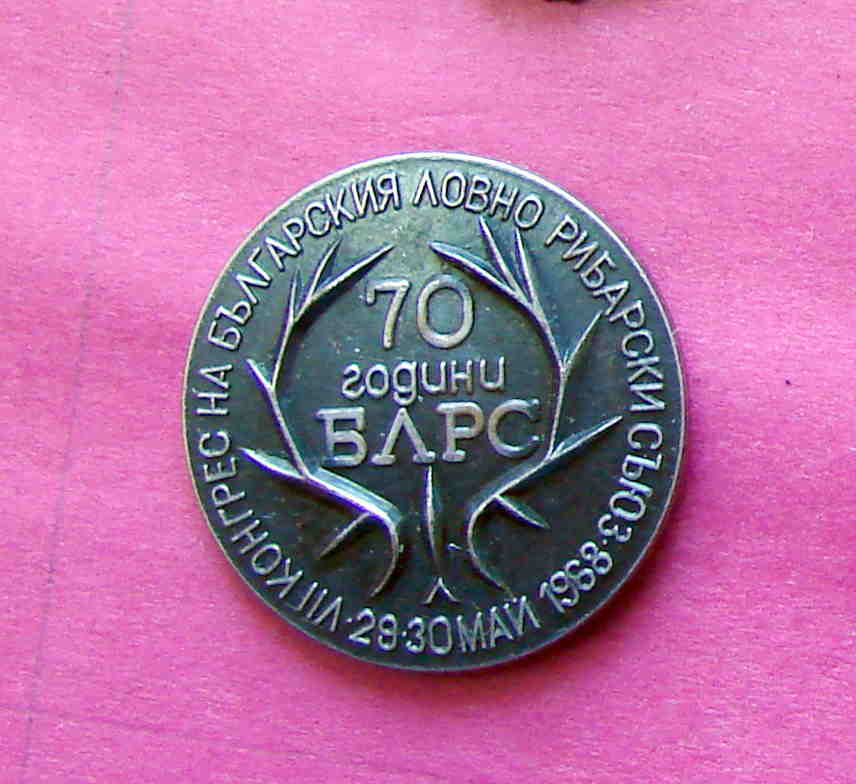 VII КОНГРЕС НА БЪЛГАРСКИЯ ЛОВНО РИБАРСКИ СЪЮЗ · 29·30 МАЙ 1968 ·
70
години
БЛРС